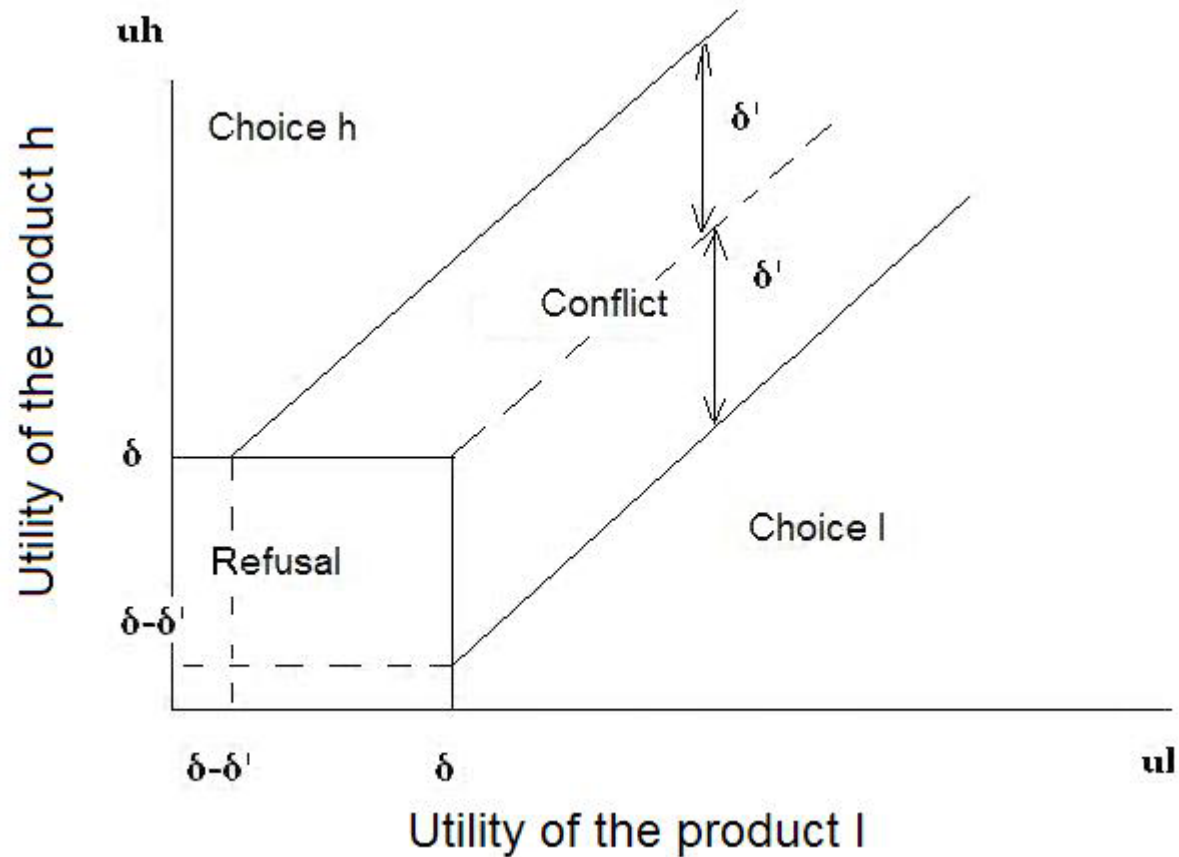 uh
Choice h
δ'
δ'
Conflict
Utility of the product h
δ
Choice l
Refusal
δ-δ'
δ-δ'
δ
ul
Utility of the product l